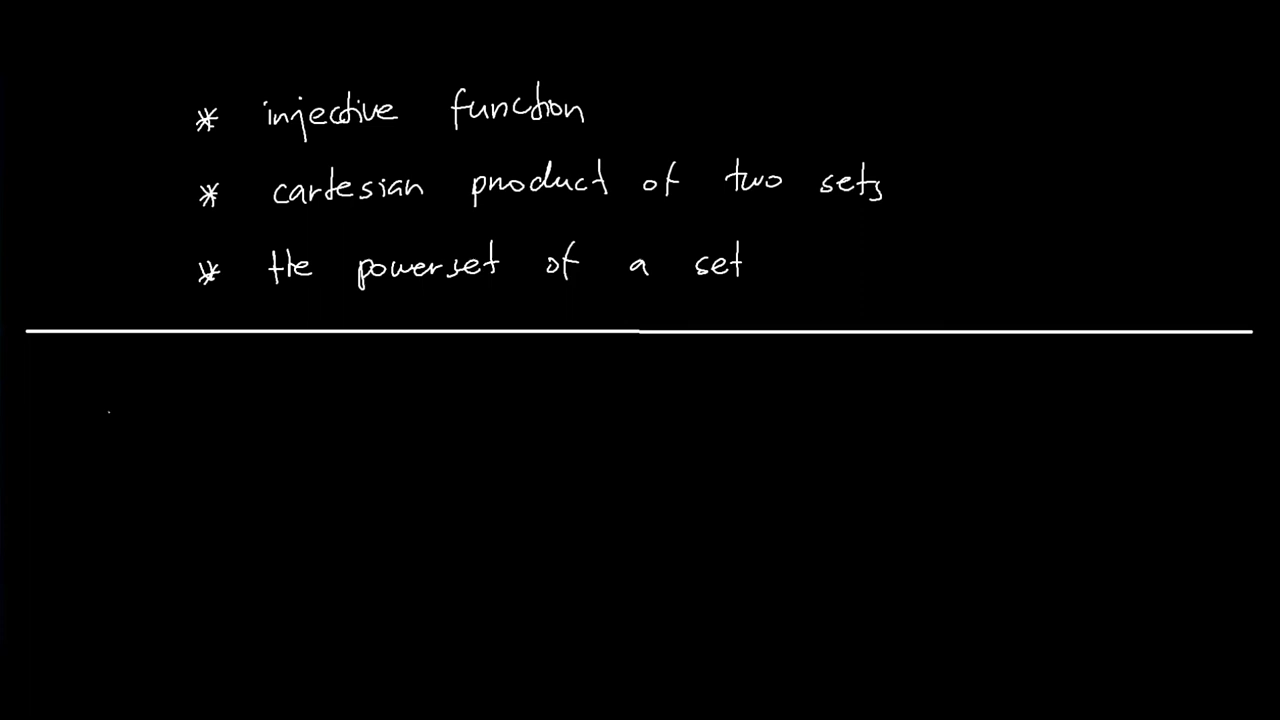 * injective function
* cartesian product of two sets
* the powerset of a set